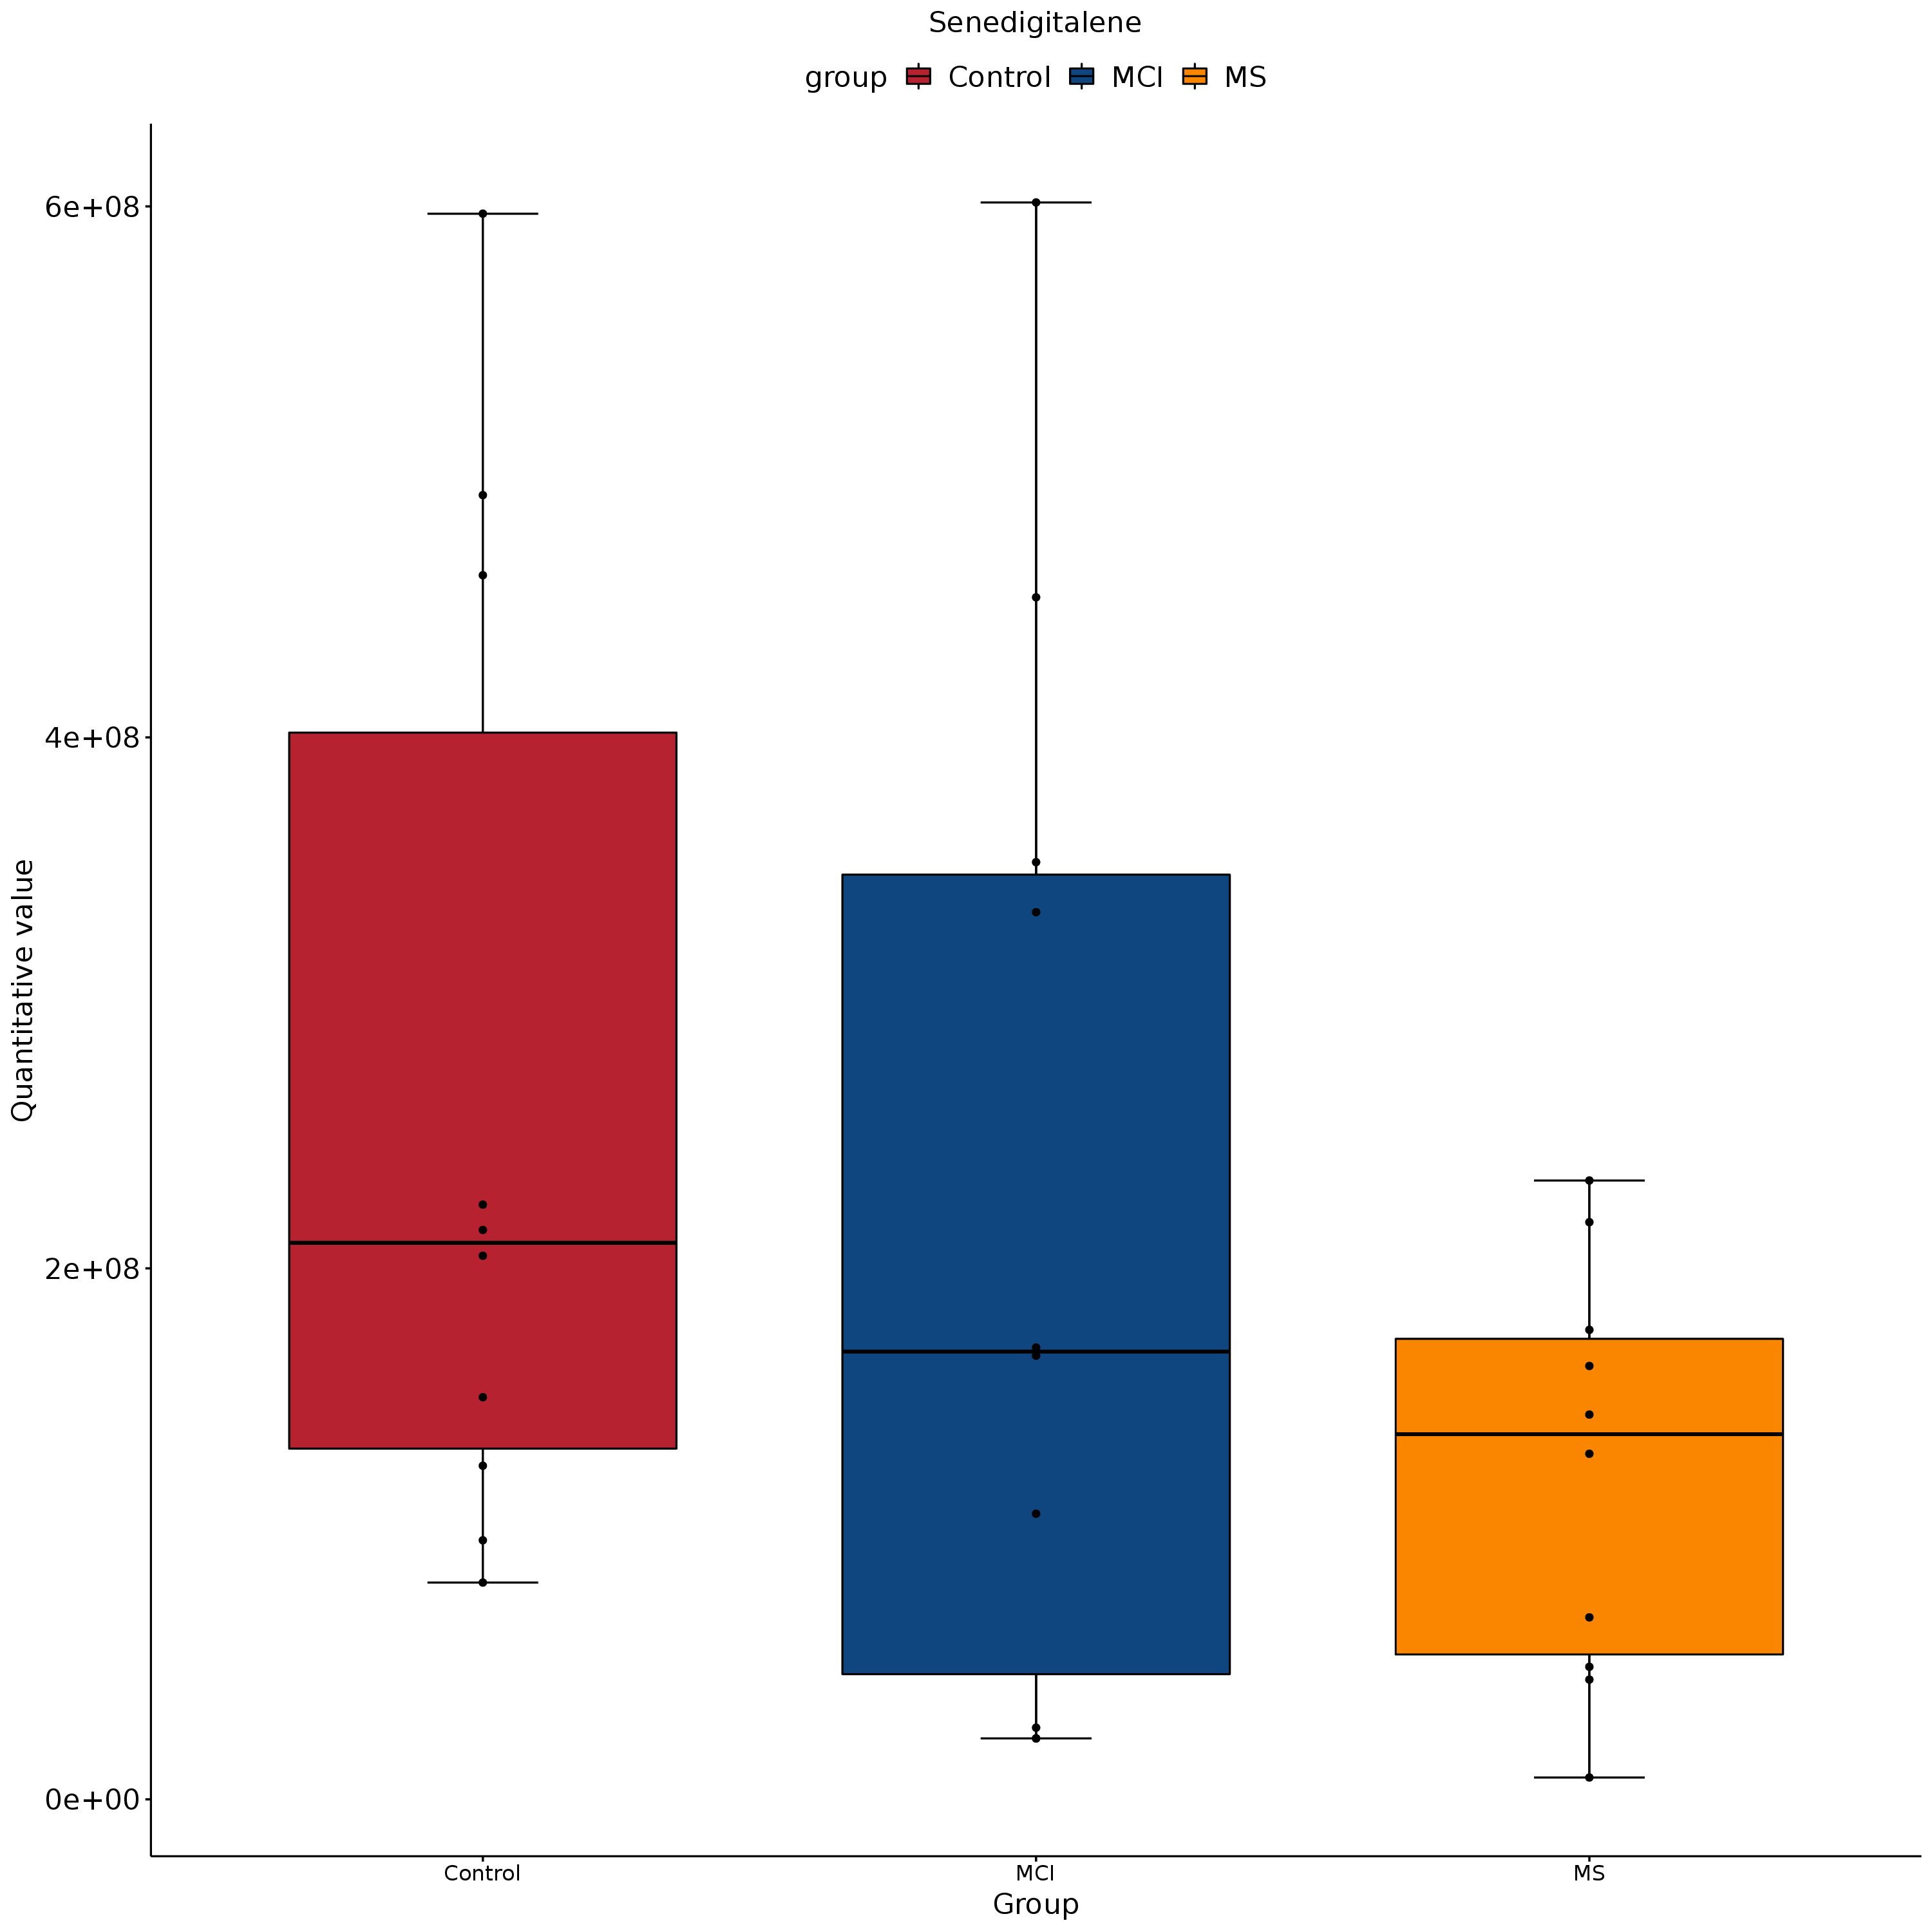 Senedigitalene
group Control MCI MS
6e+08
4e+08
2e+08
0e+00
Quantitative value
Control MCI MS
Group